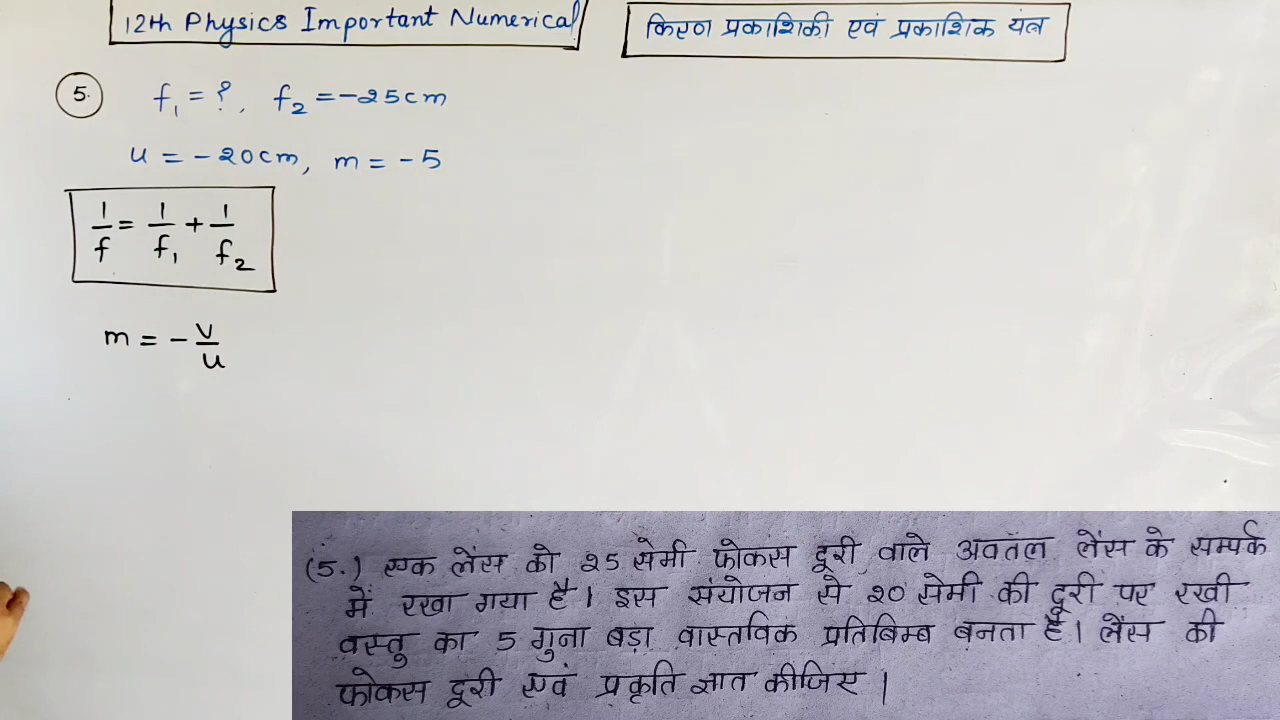 12th Physics Important Numerical
किरण प्रकाशिकी एवं प्रकाशिक यंत्र
5. f₁ = ?, f₂ = -25cm
u = -20cm, m = -5
1/f = 1/f₁ + 1/f₂
m = - v/u
(5.) एक लेंस को 25 सेमी फोकस दूरी वाले अवतल लेंस के सम्पर्क
में रखा गया है। इस संयोजन से 20 सेमी की दूरी पर रखी
वस्तु का 5 गुना बड़ा वास्तविक प्रतिबिम्ब बनता है। लेंस की
फोकस दूरी एवं प्रकृति ज्ञात कीजिए।